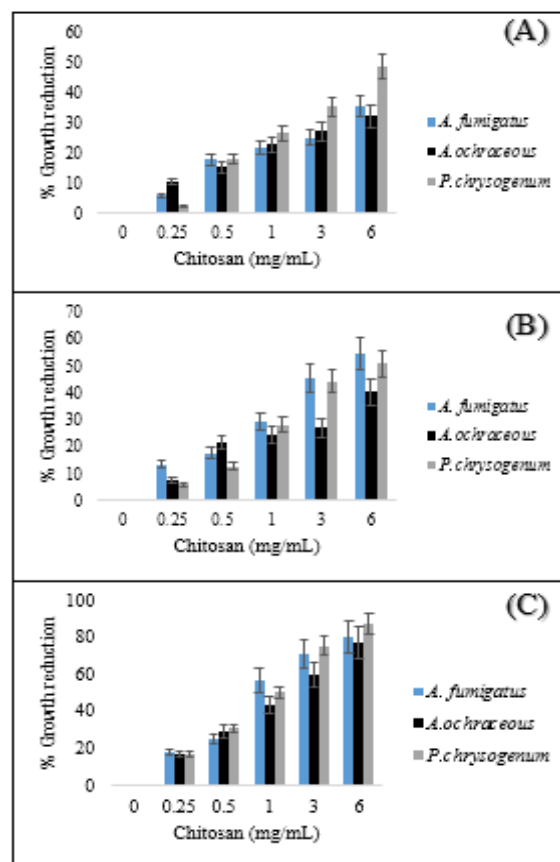 (A)
% Growth reduction
60
50
40
30
20
10
0
0 0.25 0.5 1 3 6
Chitosan (mg/mL)
A. fumigatus
A.ochraceous
P.chrysogenum
(B)
% Growth reduction
70
60
50
40
30
20
10
0
0 0.25 0.5 1 3 6
Chitosan (mg/mL)
A. fumigatus
A.ochraceous
P.chrysogenum
(C)
% Growth reduction
100
80
60
40
20
0
0 0.25 0.5 1 3 6
Chitosan (mg/mL)
A. fumigatus
A.ochraceous
P.chrysogenum